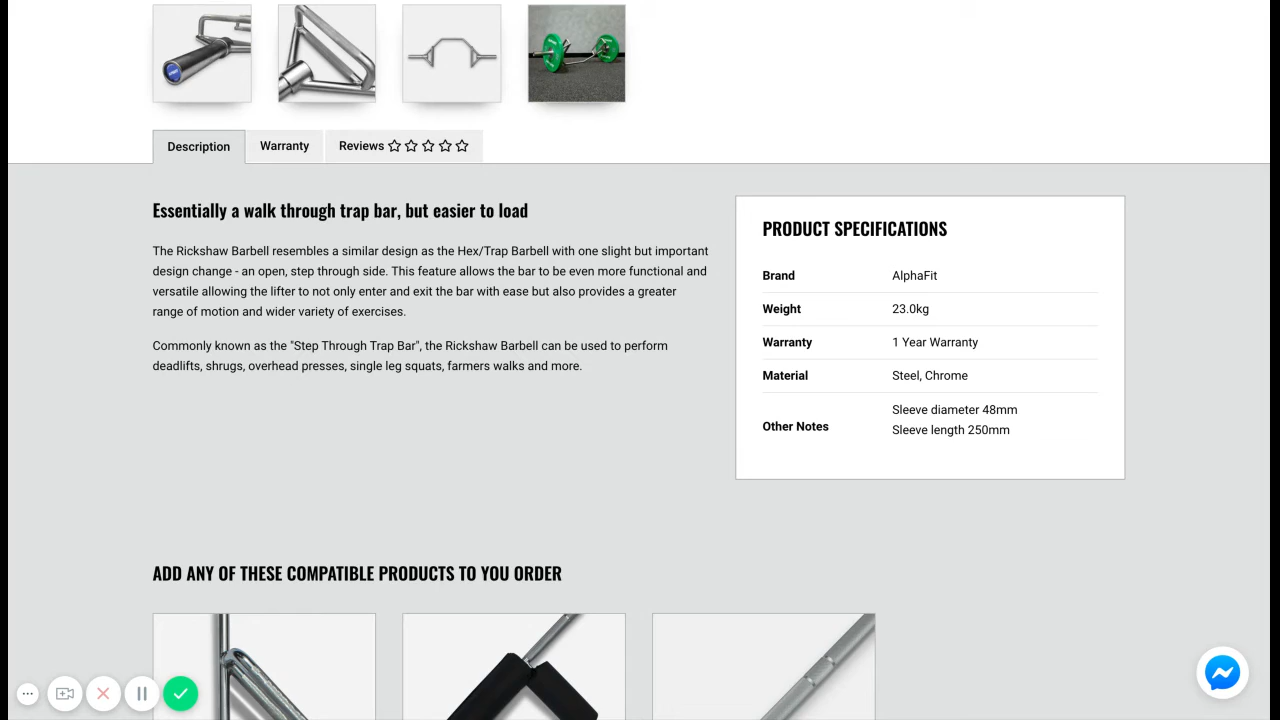 Description
Warranty
Reviews
Essentially a walk through trap bar, but easier to load
The Rickshaw Barbell resembles a similar design as the Hex/Trap Barbell with one slight but important
design change - an open, step through side. This feature allows the bar to be even more functional and
versatile allowing the lifter to not only enter and exit the bar with ease but also provides a greater
range of motion and wider variety of exercises.
Commonly known as the "Step Through Trap Bar", the Rickshaw Barbell can be used to perform
deadlifts, shrugs, overhead presses, single leg squats, farmers walks and more.
PRODUCT SPECIFICATIONS
Brand AlphaFit
Weight 23.0kg
Warranty 1 Year Warranty
Material Steel, Chrome
Other Notes Sleeve diameter 48mm
Sleeve length 250mm
ADD ANY OF THESE COMPATIBLE PRODUCTS TO YOU ORDER